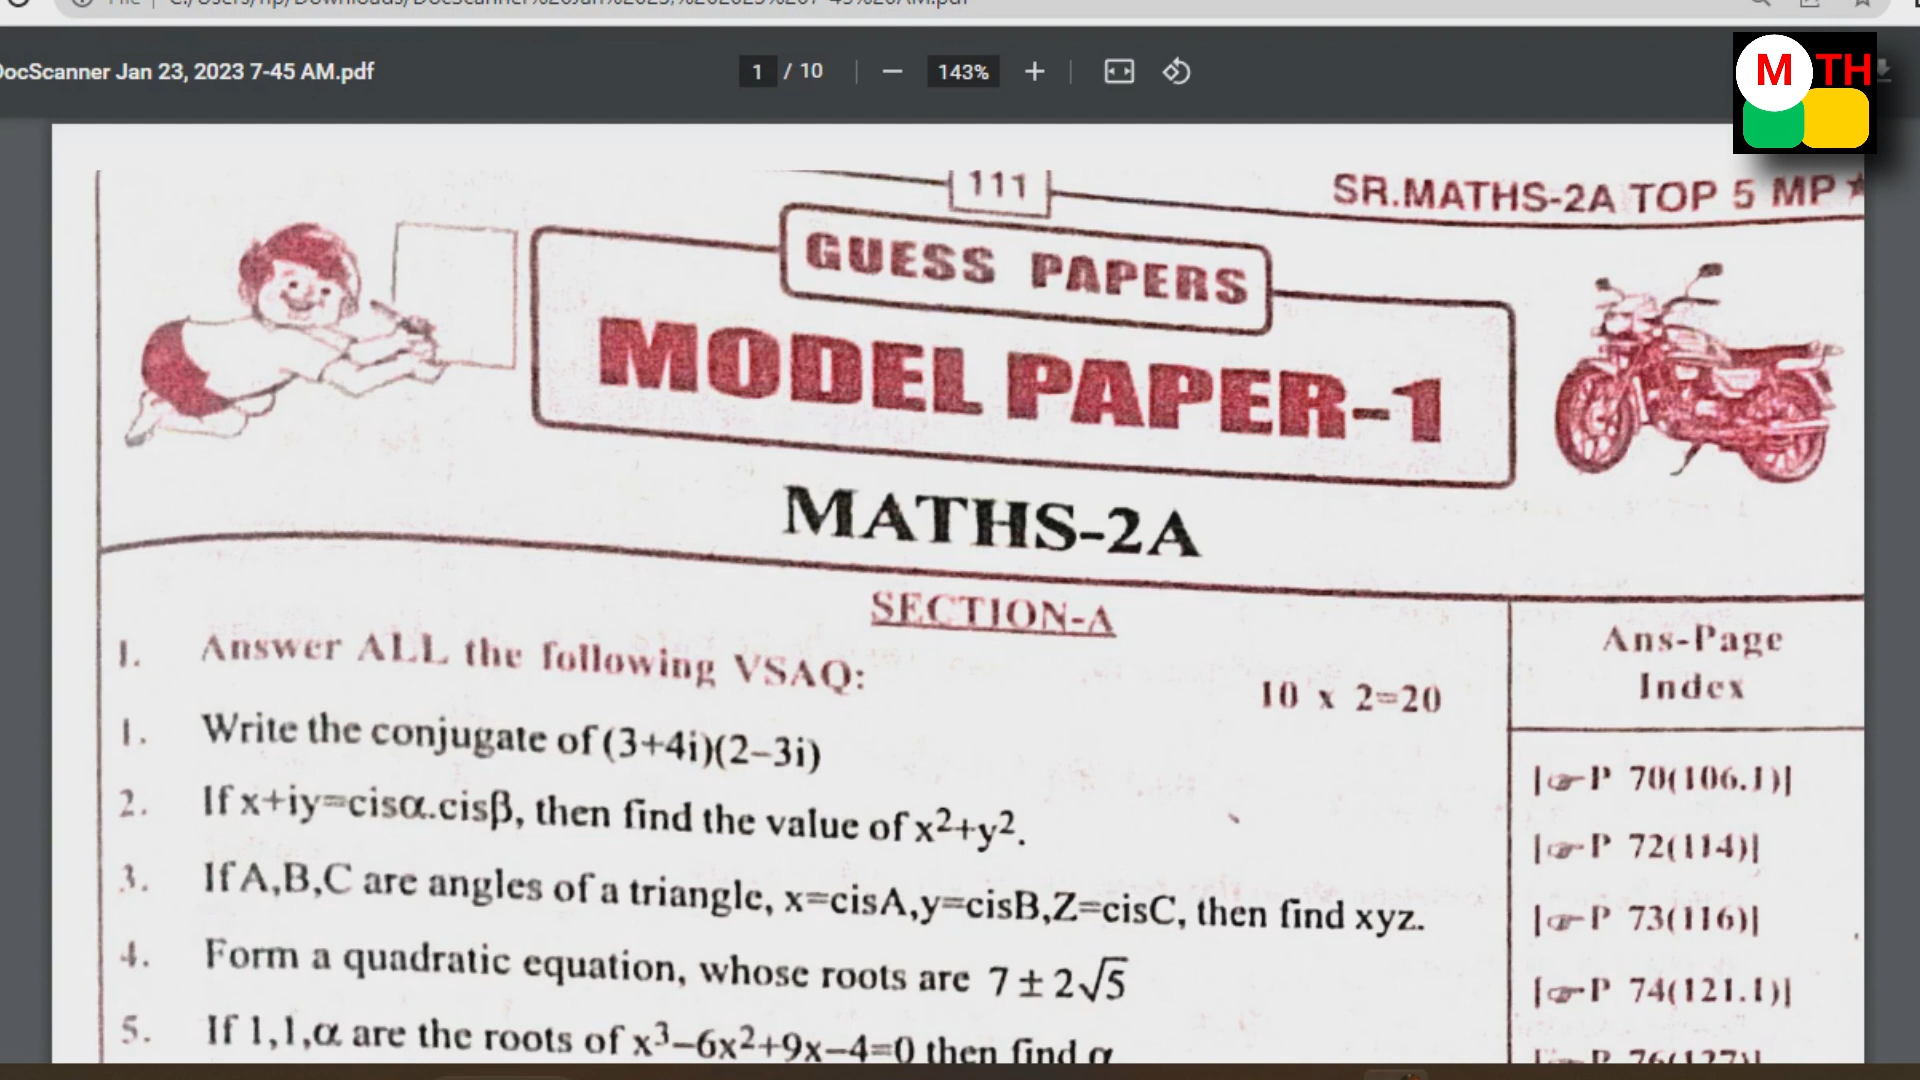 DocScanner Jan 23, 2023 7-45 AM.pdf
1 / 10
143%
M TH
111
SR.MATHS-2A TOP 5 MP
GUESS PAPERS
MODEL PAPER-1
MATHS-2A
SECTION-A
Ans-Page
Index
I. Answer ALL the following VSAQ:
10 x 2=20
1. Write the conjugate of (3+4i)(2–3i)
[☞P 70(106.1)]
2. If x+iy=cisα.cisβ, then find the value of x²+y².
[☞P 72(114)]
3. If A,B,C are angles of a triangle, x=cisA,y=cisB,Z=cisC, then find xyz.
[☞P 73(116)]
4. Form a quadratic equation, whose roots are 7 ± 2√5
[☞P 74(121.1)]
5. If 1,1,α are the roots of x³–6x²+9x–4=0 then find α
[☞P 76(127)]